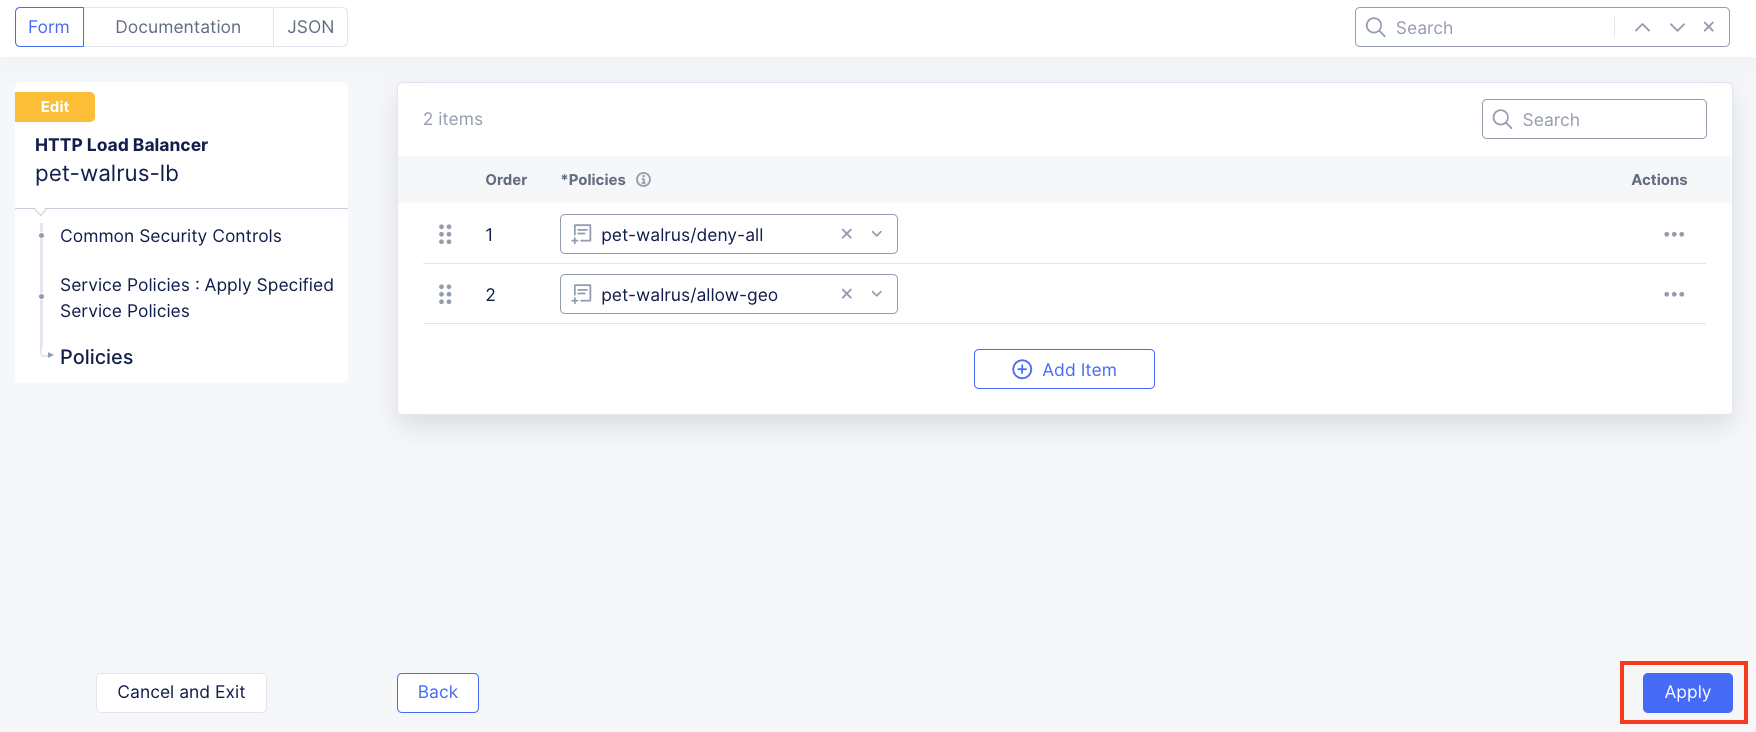 Form
Documentation
JSON
Search
Edit
HTTP Load Balancer
pet-walrus-lb
Common Security Controls
Service Policies : Apply Specified
Service Policies
Policies
2 items
Search
Order
*Policies
Actions
1
pet-walrus/deny-all
2
pet-walrus/allow-geo
Add Item
Cancel and Exit
Back
Apply